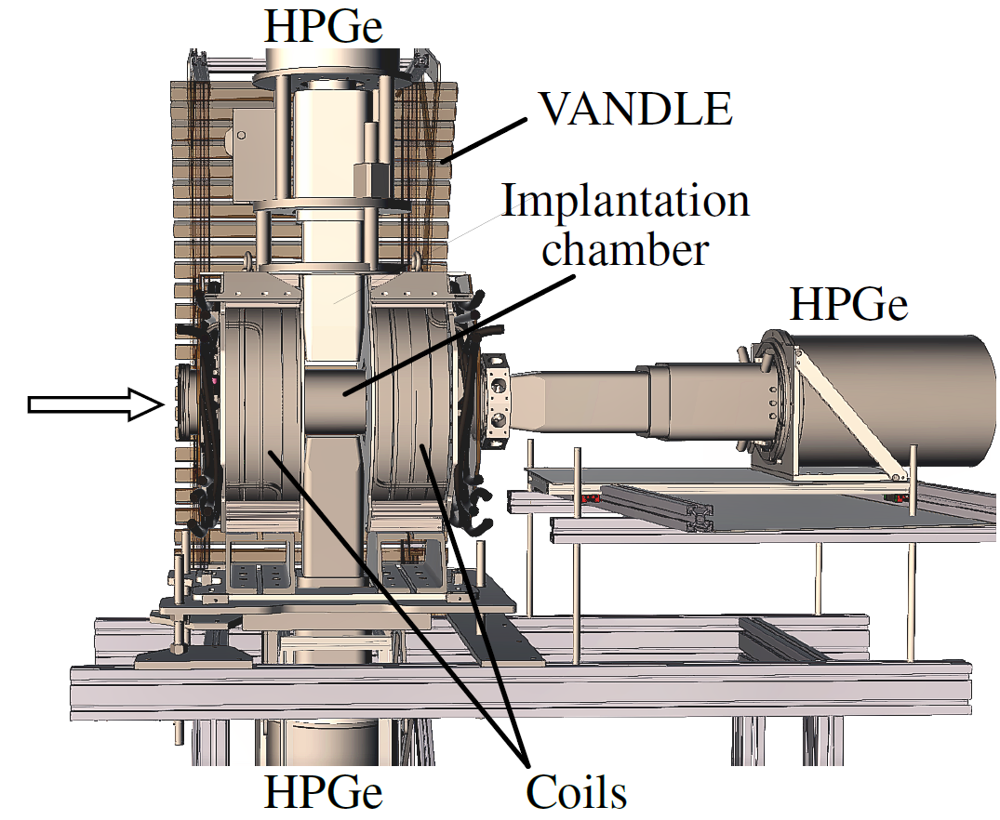 HPGe
VANDLE
Implantation
chamber
HPGe
HPGe
Coils